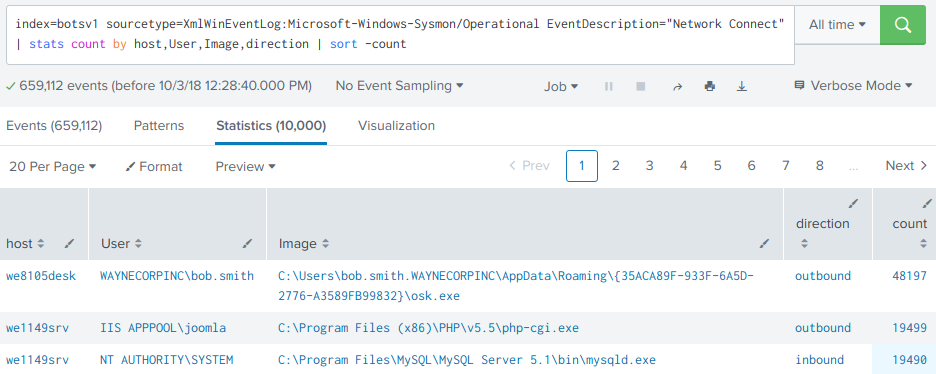 index=botsv1 sourcetype=XmlWinEventLog:Microsoft-Windows-Sysmon/Operational EventDescription="Network Connect"
| stats count by host,User,Image,direction | sort -count
All time
659,112 events (before 10/3/18 12:28:40.000 PM) No Event Sampling Job Verbose Mode
Events (659,112) Patterns Statistics (10,000) Visualization
20 Per Page Format Preview < Prev 1 2 3 4 5 6 7 8 ... Next >
host User Image direction count
we8105desk WAYNECORPINC\bob.smith C:\Users\bob.smith.WAYNECORPINC\AppData\Roaming\{35ACA89F-933F-6A5D- outbound 48197
2776-A3589FB99832}\osk.exe
we1149srv IIS APPPOOL\joomla C:\Program Files (x86)\PHP\v5.5\php-cgi.exe outbound 19499
we1149srv NT AUTHORITY\SYSTEM C:\Program Files\MySQL\MySQL Server 5.1\bin\mysqld.exe inbound 19490